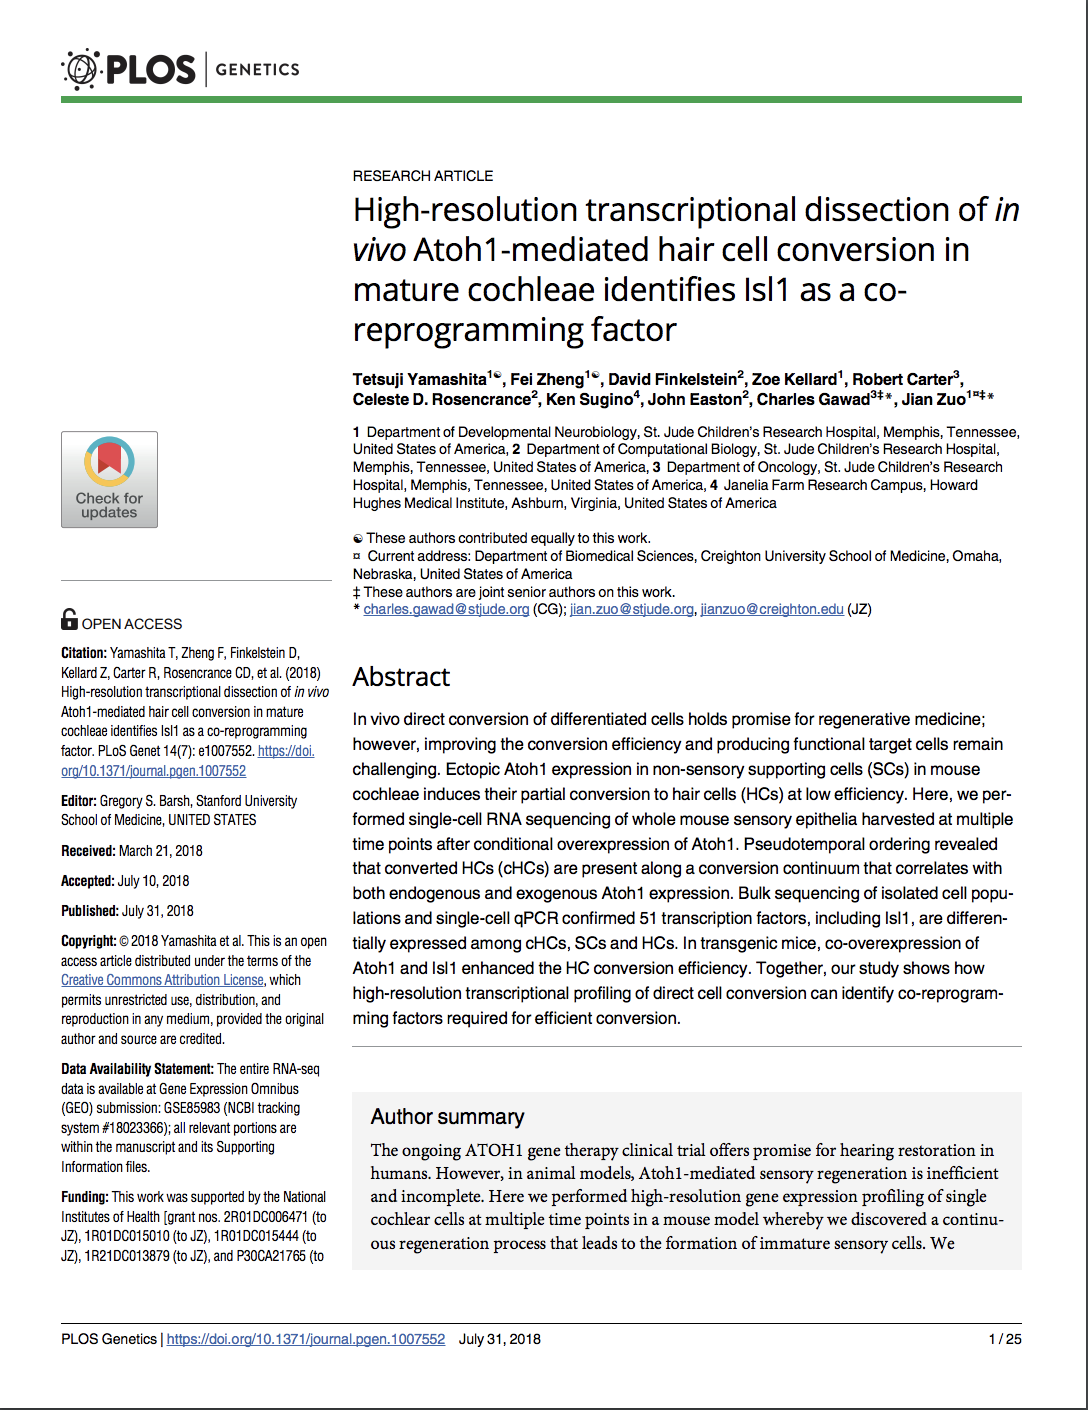 PLOS | GENETICS
RESEARCH ARTICLE
High-resolution transcriptional dissection of in
vivo Atoh1-mediated hair cell conversion in
mature cochleae identifies Isl1 as a co-
reprogramming factor
Tetsuji Yamashita1☯, Fei Zheng1☯, David Finkelstein2, Zoe Kellard1, Robert Carter3,
Celeste D. Rosencrance2, Ken Sugino4, John Easton2, Charles Gawad3‡*, Jian Zuo1¤‡*
1 Department of Developmental Neurobiology, St. Jude Children's Research Hospital, Memphis, Tennessee,
United States of America, 2 Department of Computational Biology, St. Jude Children's Research Hospital,
Memphis, Tennessee, United States of America, 3 Department of Oncology, St. Jude Children's Research
Hospital, Memphis, Tennessee, United States of America, 4 Janelia Farm Research Campus, Howard
Hughes Medical Institute, Ashburn, Virginia, United States of America
☯ These authors contributed equally to this work.
¤ Current address: Department of Biomedical Sciences, Creighton University School of Medicine, Omaha,
Nebraska, United States of America
‡ These authors are joint senior authors on this work.
* charles.gawad@stjude.org (CG); jian.zuo@stjude.org, jianzuo@creighton.edu (JZ)
Check for
updates
OPEN ACCESS
Citation: Yamashita T, Zheng F, Finkelstein D,
Kellard Z, Carter R, Rosencrance CD, et al. (2018)
High-resolution transcriptional dissection of in vivo
Atoh1-mediated hair cell conversion in mature
cochleae identifies Isl1 as a co-reprogramming
factor. PLoS Genet 14(7): e1007552. https://doi.
org/10.1371/journal.pgen.1007552
Editor: Gregory S. Barsh, Stanford University
School of Medicine, UNITED STATES
Received: March 21, 2018
Accepted: July 10, 2018
Published: July 31, 2018
Copyright: © 2018 Yamashita et al. This is an open
access article distributed under the terms of the
Creative Commons Attribution License, which
permits unrestricted use, distribution, and
reproduction in any medium, provided the original
author and source are credited.
Data Availability Statement: The entire RNA-seq
data is available at Gene Expression Omnibus
(GEO) submission: GSE85983 (NCBI tracking
system #18023366); all relevant portions are
within the manuscript and its Supporting
Information files.
Funding: This work was supported by the National
Institutes of Health [grant nos. 2R01DC006471 (to
JZ), 1R01DC015010 (to JZ), 1R01DC015444 (to
JZ), 1R21DC013879 (to JZ), and P30CA21765 (to
Abstract
In vivo direct conversion of differentiated cells holds promise for regenerative medicine;
however, improving the conversion efficiency and producing functional target cells remain
challenging. Ectopic Atoh1 expression in non-sensory supporting cells (SCs) in mouse
cochleae induces their partial conversion to hair cells (HCs) at low efficiency. Here, we per-
formed single-cell RNA sequencing of whole mouse sensory epithelia harvested at multiple
time points after conditional overexpression of Atoh1. Pseudotemporal ordering revealed
that converted HCs (cHCs) are present along a conversion continuum that correlates with
both endogenous and exogenous Atoh1 expression. Bulk sequencing of isolated cell popu-
lations and single-cell qPCR confirmed 51 transcription factors, including Isl1, are differen-
tially expressed among cHCs, SCs and HCs. In transgenic mice, co-overexpression of
Atoh1 and Isl1 enhanced the HC conversion efficiency. Together, our study shows how
high-resolution transcriptional profiling of direct cell conversion can identify co-reprogram-
ming factors required for efficient conversion.
Author summary
The ongoing ATOH1 gene therapy clinical trial offers promise for hearing restoration in
humans. However, in animal models, Atoh1-mediated sensory regeneration is inefficient
and incomplete. Here we performed high-resolution gene expression profiling of single
cochlear cells at multiple time points in a mouse model whereby we discovered a continu-
ous regeneration process that leads to the formation of immature sensory cells. We
PLOS Genetics | https://doi.org/10.1371/journal.pgen.1007552 July 31, 2018
1 / 25